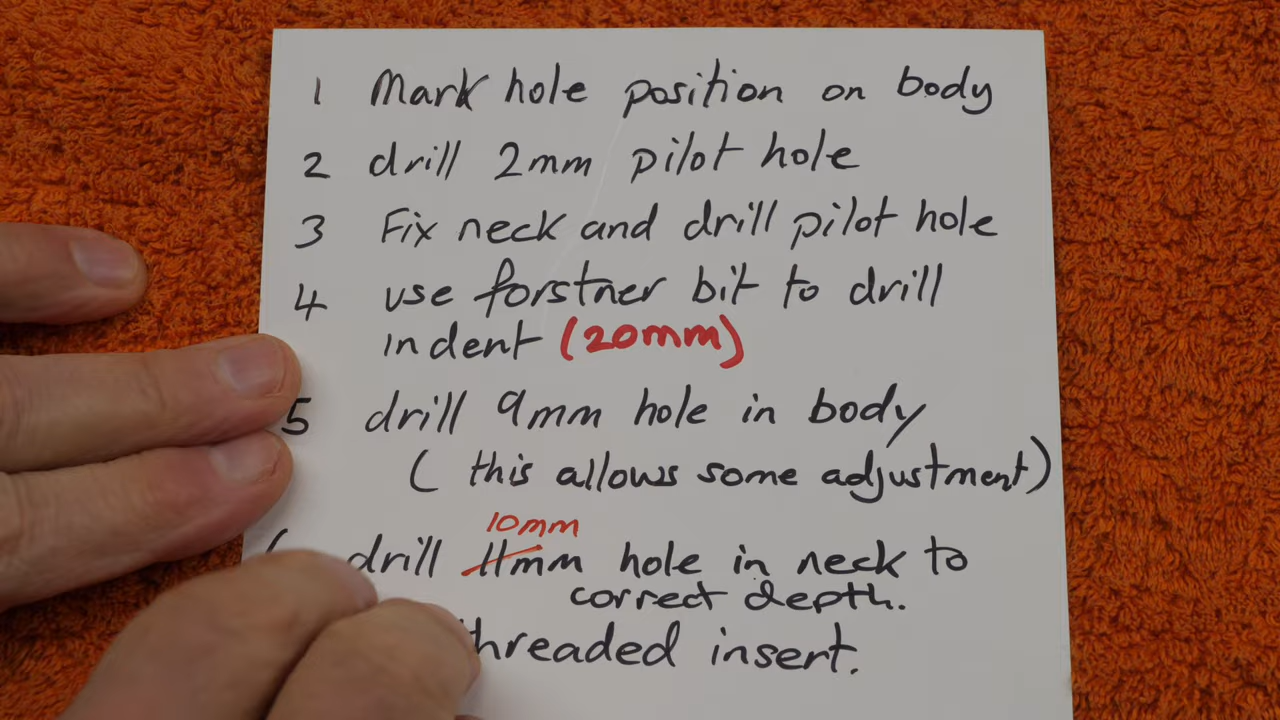 1 Mark hole position on body
2 drill 2mm pilot hole
3 Fix neck and drill pilot hole
4 use forstner bit to drill
indent (20mm)
5 drill 9mm hole in body
( this allows some adjustment)
10mm
drill 11mm hole in neck to
correct depth.
threaded insert.